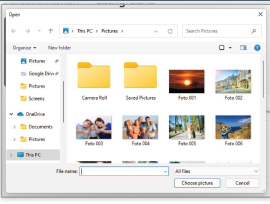 Open
This PC > Pictures >
Search Pictures
Organise
New folder
Pictures
Google Driv
Pictures
Screens
OneDrive
Documents
Pictures
This PC
Camera Roll
Saved Pictures
Foto 001
Foto 002
Foto 003
Foto 004
Foto 005
Foto 006
File name:
All files
Choose picture
Cancel